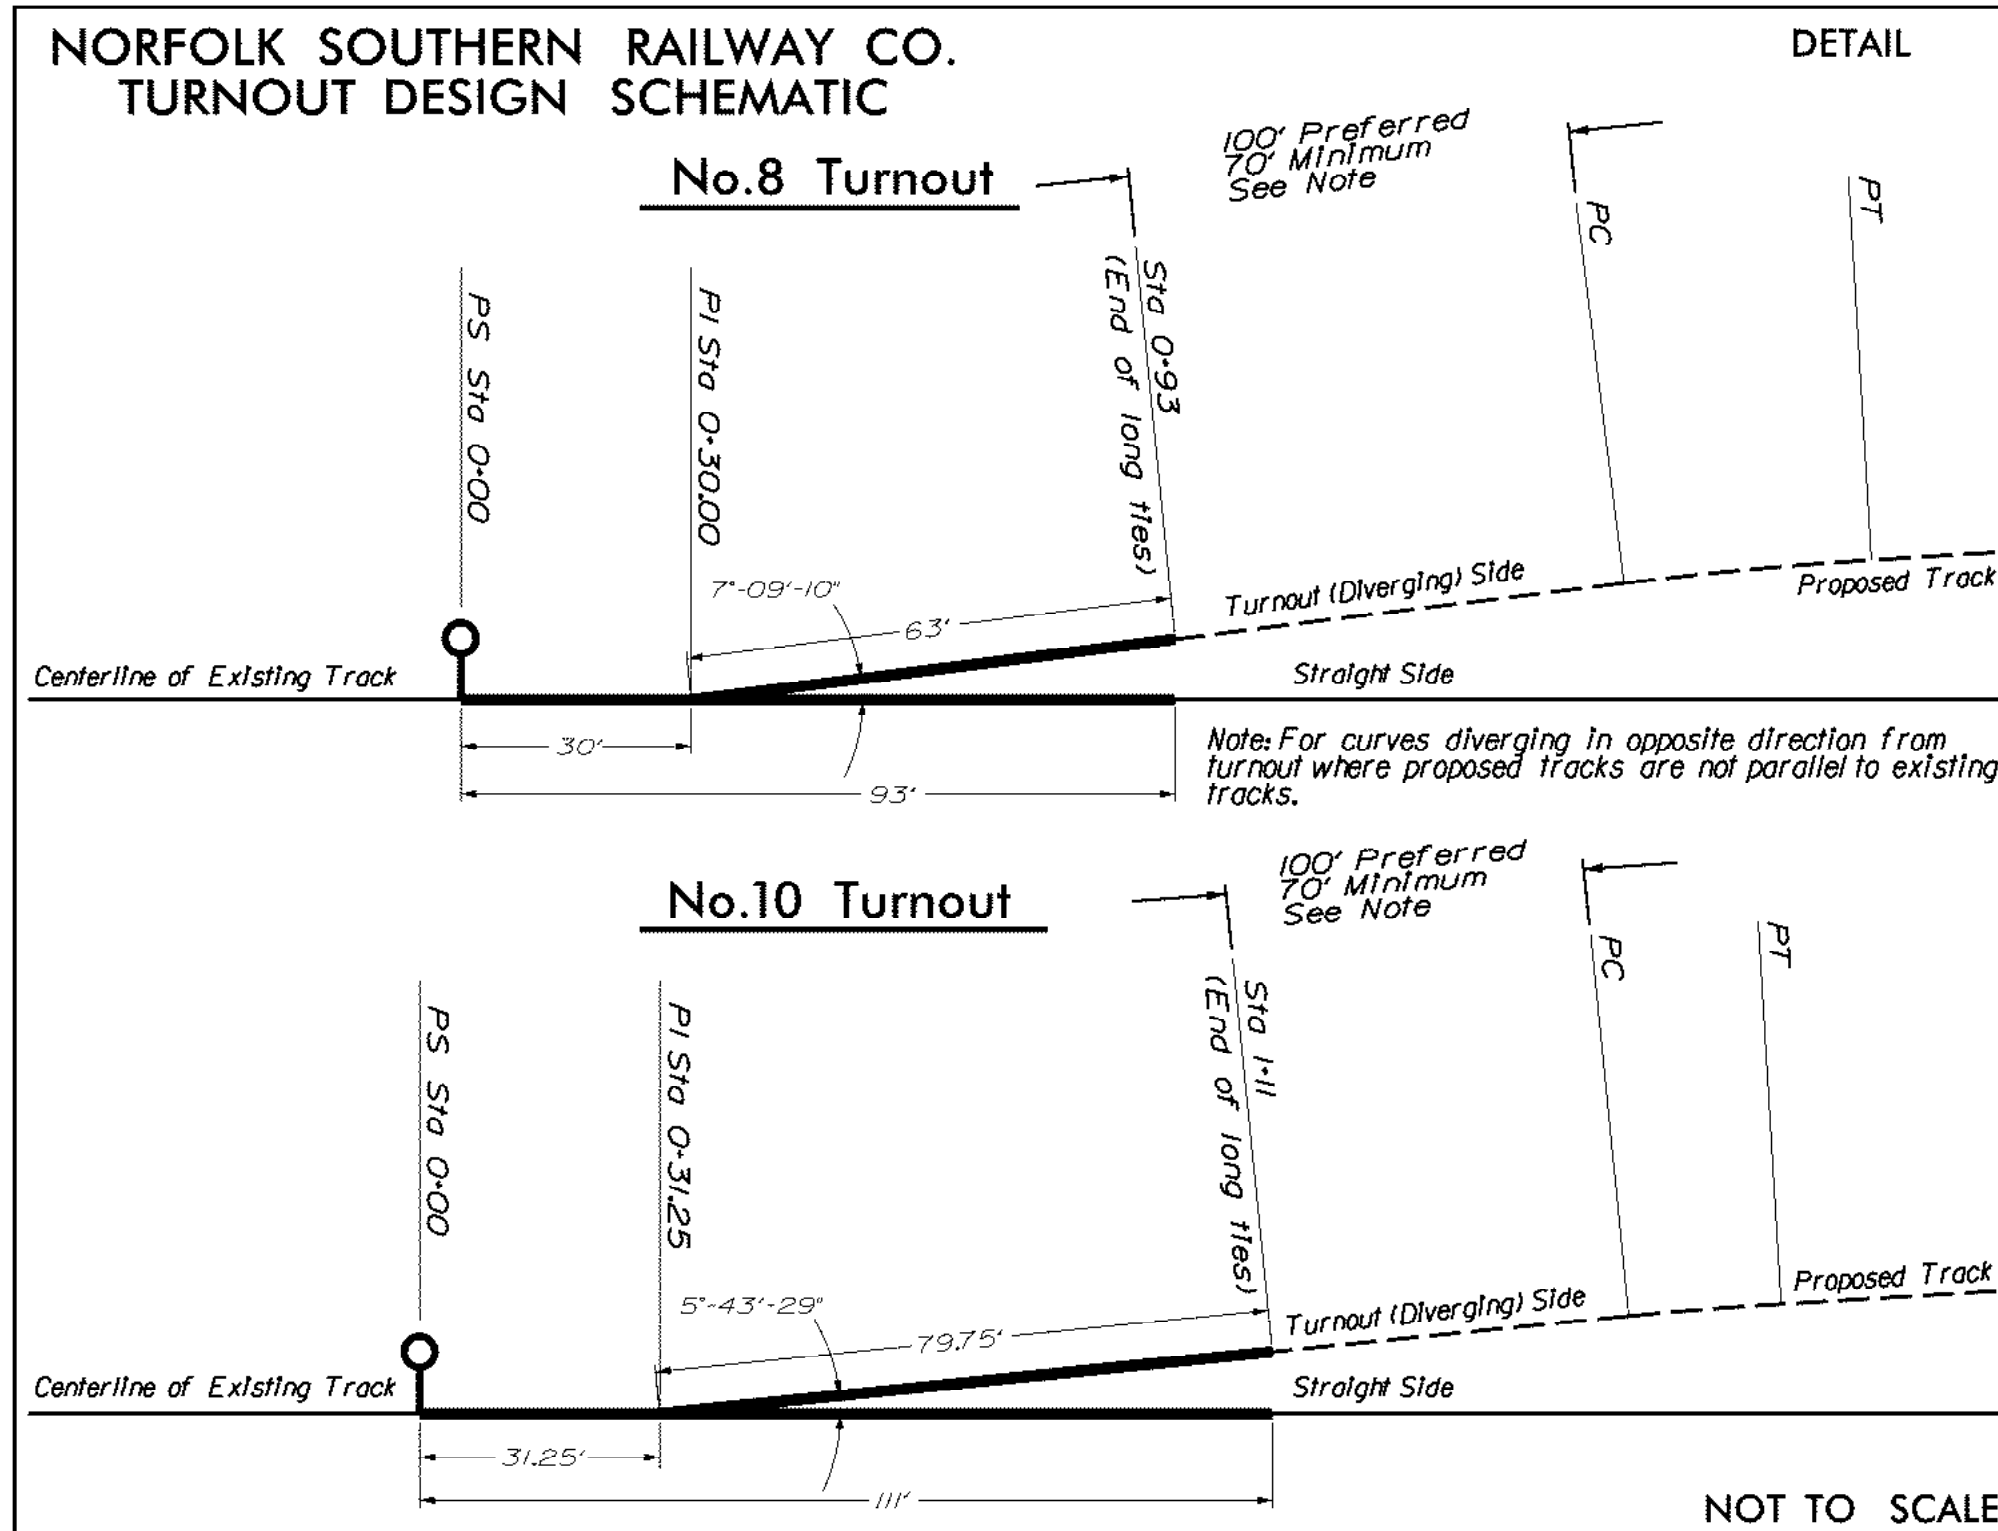 NORFOLK SOUTHERN RAILWAY CO.
TURNOUT DESIGN SCHEMATIC
DETAIL
No.8 Turnout
100' Preferred
70' Minimum
See Note
PC
PT
PS Sta 0+00
PI Sta 0+30.00
Sta 0+93
(End of long ties)
7°-09'-10"
63'
Turnout (Diverging) Side
Proposed Track
Centerline of Existing Track
Straight Side
30'
93'
Note: For curves diverging in opposite direction from
turnout where proposed tracks are not parallel to existing
tracks.
No.10 Turnout
100' Preferred
70' Minimum
See Note
PC
PT
PS Sta 0+00
PI Sta 0+31.25
Sta 1+11
(End of long ties)
5°-43'-29"
79.75'
Turnout (Diverging) Side
Proposed Track
Centerline of Existing Track
Straight Side
31.25'
111'
NOT TO SCALE